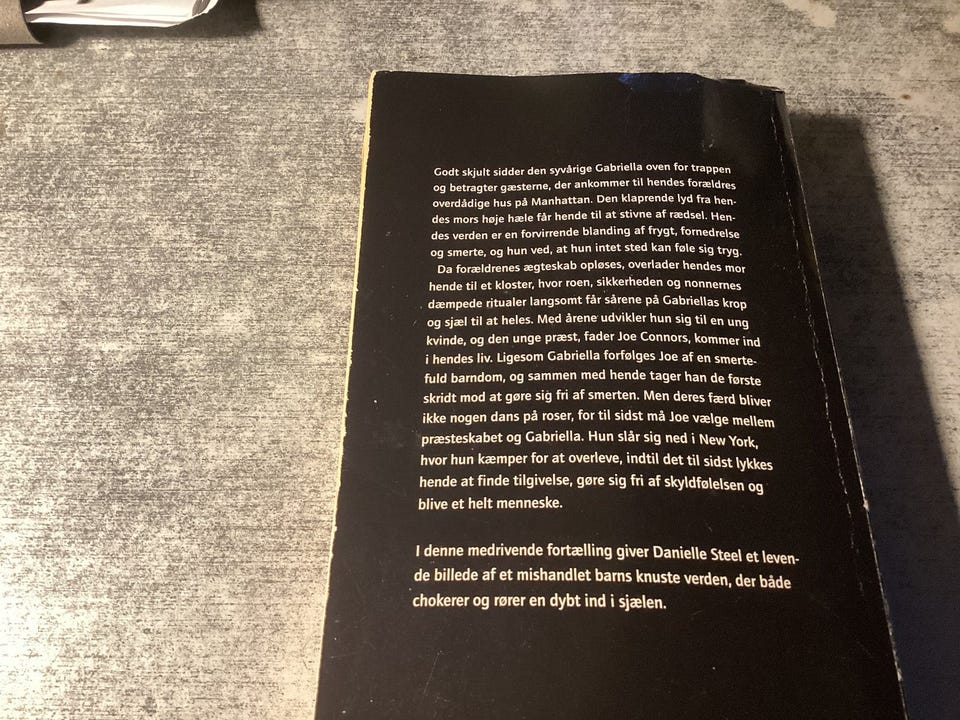 Godt skjult sidder den syvårige Gabriella oven for trappen
og betragter gæsterne, der ankommer til hendes forældres
overdådige hus på Manhattan. Den klaprende lyd fra hen-
des mors høje hæle får hende til at stivne af rædsel. Hen-
des verden er en forvirrende blanding af frygt, fornedrelse
og smerte, og hun ved, at hun intet sted kan føle sig tryg.
Da forældrenes ægteskab opløses, overlader hendes mor
hende til et kloster, hvor roen, sikkerheden og nonnernes
dæmpede ritualer langsomt får sårene på Gabriellas krop
og sjæl til at heles. Med årene udvikler hun sig til en ung
kvinde, og den unge præst, fader Joe Connors, kommer ind
i hendes liv. Ligesom Gabriella forfølges Joe af en smerte-
fuld barndom, og sammen med hende tager han de første
skridt mod at gøre sig fri af smerten. Men deres færd bliver
ikke nogen dans på roser, for til sidst må Joe vælge mellem
præsteskabet og Gabriella. Hun slår sig ned i New York,
hvor hun kæmper for at overleve, indtil det til sidst lykkes
hende at finde tilgivelse, gøre sig fri af skyldfølelsen og
blive et helt menneske.
I denne medrivende fortælling giver Danielle Steel et leven-
de billede af et mishandlet barns knuste verden, der både
chokerer og rører en dybt ind i sjælen.